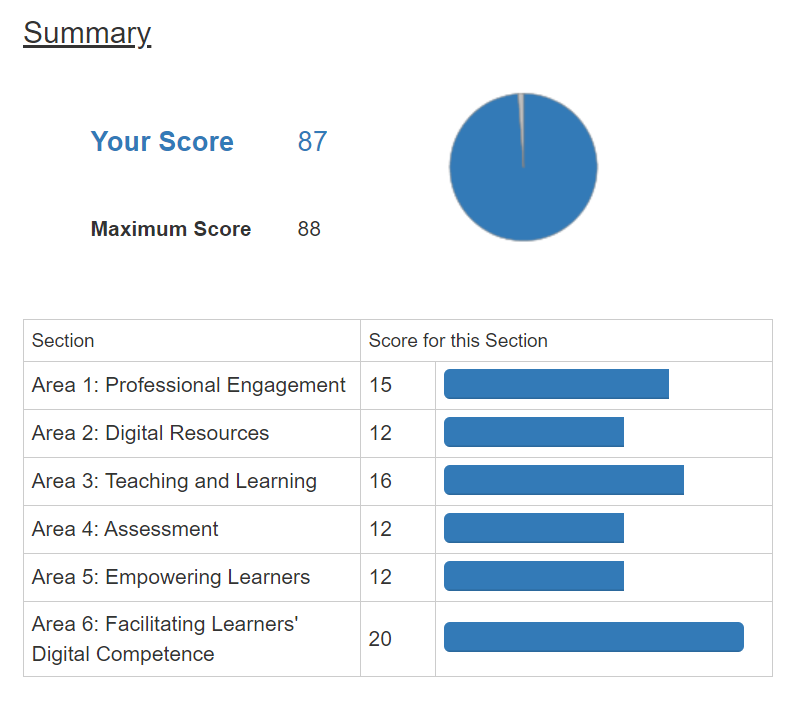 Summary
Your Score 87
Maximum Score 88
Section Score for this Section
Area 1: Professional Engagement 15
Area 2: Digital Resources 12
Area 3: Teaching and Learning 16
Area 4: Assessment 12
Area 5: Empowering Learners 12
Area 6: Facilitating Learners'
Digital Competence 20